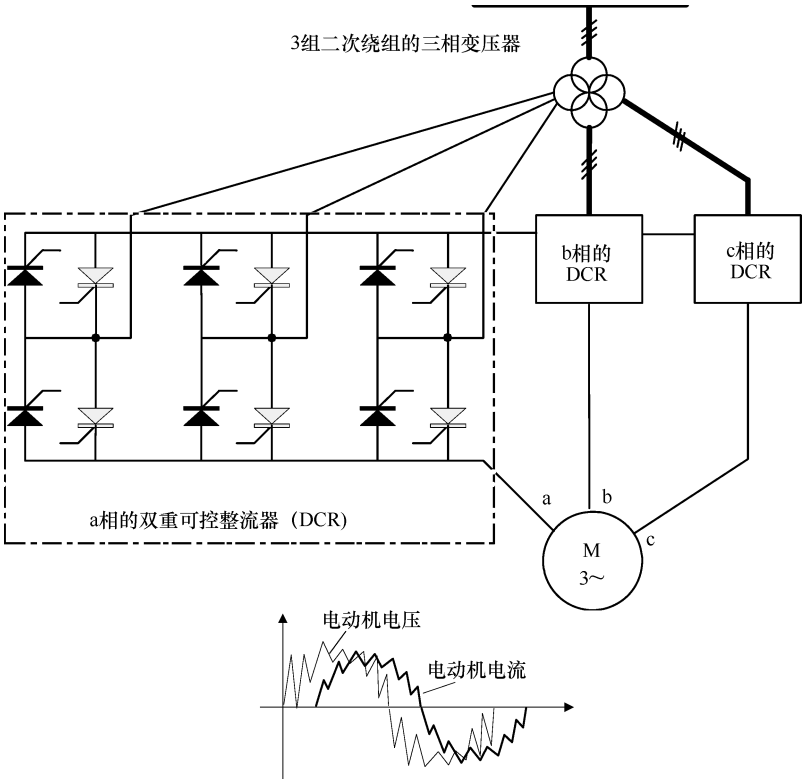 3组二次绕组的三相变压器
b相的
DCR
c相的
DCR
a相的双重可控整流器（DCR)
a
b
c
M
3～
电动机电压
电动机电流